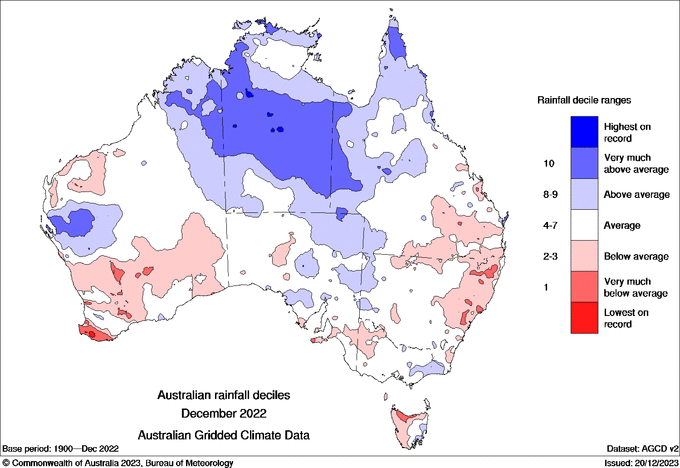 Rainfall decile ranges
Highest on
record
10
Very much
above average
8-9
Above average
4-7
Average
2-3
Below average
1
Very much
below average
Lowest on
record
Australian rainfall deciles
December 2022
Australian Gridded Climate Data
Base period: 1900—Dec 2022
Dataset: AGCD v2
© Commonwealth of Australia 2023, Bureau of Meteorology
Issued: 20/12/2023